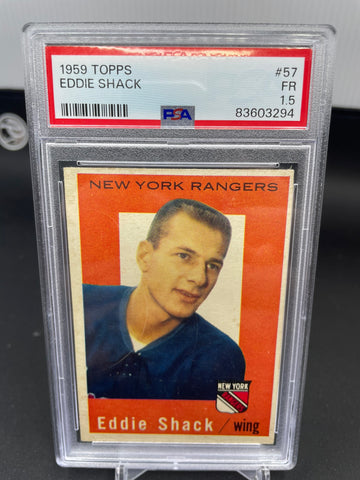 1959 TOPPS #57
EDDIE SHACK FR
1.5
PSA 83603294
NEW YORK RANGERS
NEW YORK
Eddie Shack / wing